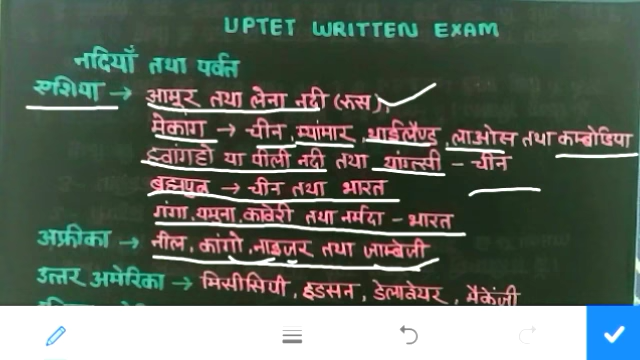 UPTET WRITTEN EXAM
नदियाँ तथा पर्वत
एशिया → आमूर तथा लेना नदी (रूस),
मेकांग → चीन, म्यांमार, थाईलैण्ड, लाओस तथा कम्बोडिया
ह्वांगहो या पीली नदी तथा यांग्त्सी - चीन
ब्रह्मपुत्र → चीन तथा भारत
गंगा, यमुना, कावेरी तथा नर्मदा - भारत
अफ्रीका → नील, कांगो, नाइजर तथा जाम्बेजी
उत्तर अमेरिका → मिसीसिपी, हडसन, डेलावेयर, मैकेंजी